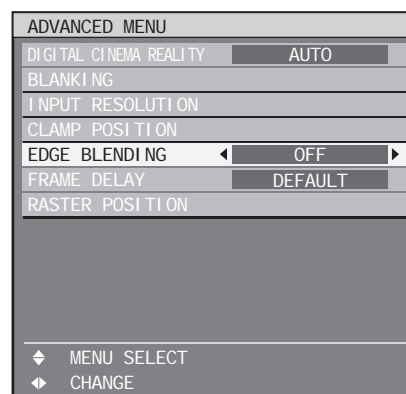 ADVANCED MENU
DIGITAL CINEMA REALITY AUTO
BLANKING
INPUT RESOLUTION
CLAMP POSITION
EDGE BLENDING OFF
FRAME DELAY DEFAULT
RASTER POSITION
MENU SELECT
CHANGE